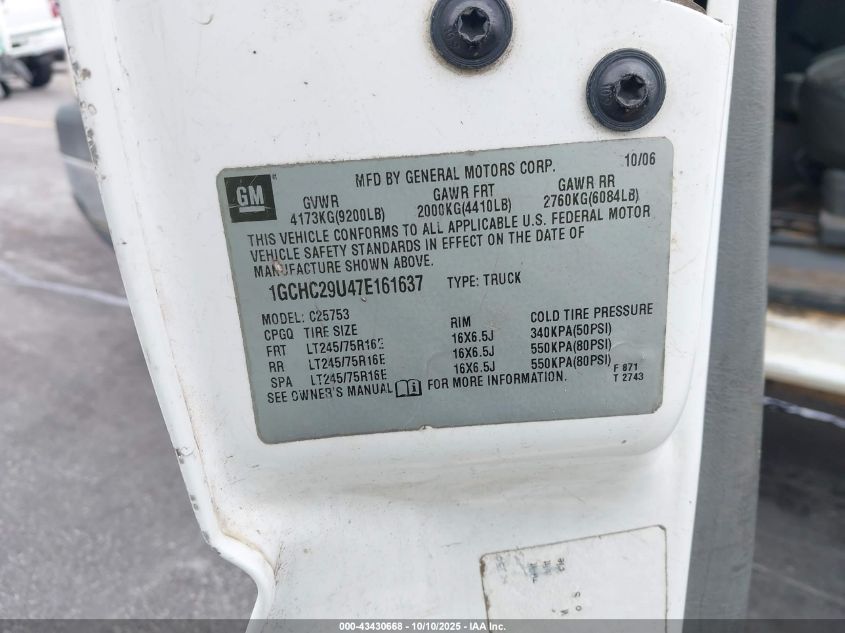 MFD BY GENERAL MOTORS CORP. 10/06
GM
GVWR GAWR FRT GAWR RR
4173KG(9200LB) 2000KG(4410LB) 2760KG(6084LB)
THIS VEHICLE CONFORMS TO ALL APPLICABLE U.S. FEDERAL MOTOR
VEHICLE SAFETY STANDARDS IN EFFECT ON THE DATE OF
MANUFACTURE SHOWN ABOVE.
1GCHC29U47E161637 TYPE: TRUCK
MODEL: C25753
CPGQ TIRE SIZE RIM COLD TIRE PRESSURE
FRT LT245/75R16E 16X6.5J 340KPA(50PSI)
RR LT245/75R16E 16X6.5J 550KPA(80PSI)
SPA LT245/75R16E 16X6.5J 550KPA(80PSI)
SEE OWNER'S MANUAL i FOR MORE INFORMATION.
F 871
T 2743
000-43430668 - 10/10/2025 - IAA, Inc.